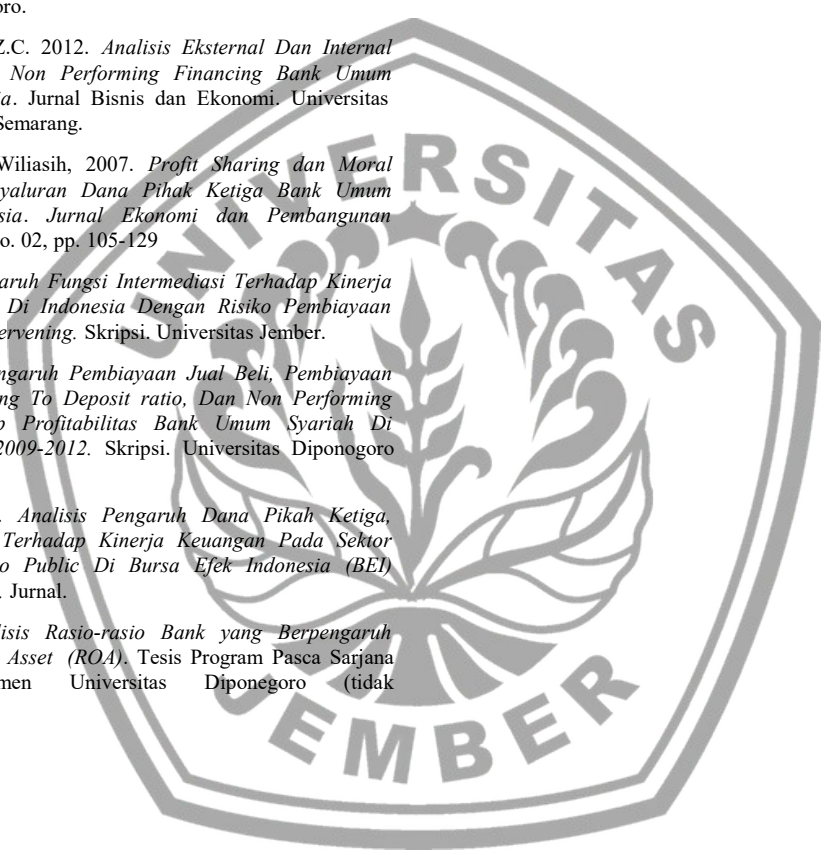 oro.
Z.C. 2012. Analisis Eksternal Dan Internal
Non Performing Financing Bank Umum
ia. Jurnal Bisnis dan Ekonomi. Universitas
Semarang.
Wiliasih, 2007. Profit Sharing dan Moral
yaluran Dana Pihak Ketiga Bank Umum
sia. Jurnal Ekonomi dan Pembangunan
o. 02, pp. 105-129
aruh Fungsi Intermediasi Terhadap Kinerja
Di Indonesia Dengan Risiko Pembiayaan
ervening. Skripsi. Universitas Jember.
ngaruh Pembiayaan Jual Beli, Pembiayaan
ng To Deposit ratio, Dan Non Performing
p Profitabilitas Bank Umum Syariah Di
2009-2012. Skripsi. Universitas Diponogoro
. Analisis Pengaruh Dana Pikah Ketiga,
Terhadap Kinerja Keuangan Pada Sektor
o Public Di Bursa Efek Indonesia (BEI)
. Jurnal.
lisis Rasio-rasio Bank yang Berpengaruh
Asset (ROA). Tesis Program Pasca Sarjana
men Universitas Diponegoro (tidak
UNIVERSITAS
JEMBER